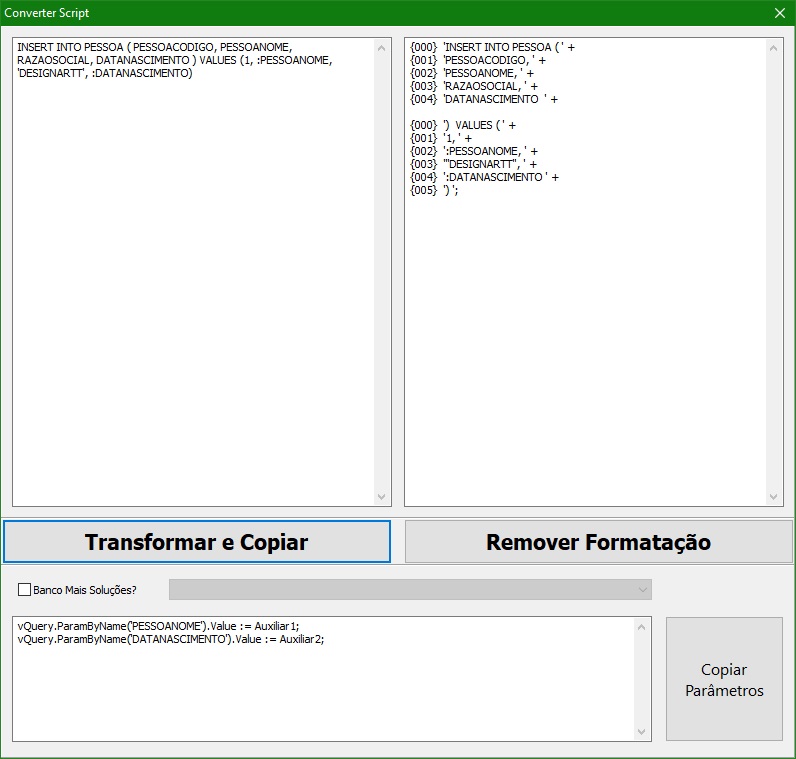 Converter Script
INSERT INTO PESSOA ( PESSOACODIGO, PESSOANOME,
RAZAOSOCIAL, DATANASCIMENTO ) VALUES (1, :PESSOANOME,
'DESIGNARTT', :DATANASCIMENTO)
{000} 'INSERT INTO PESSOA ( ' +
{001} 'PESSOACODIGO, ' +
{002} 'PESSOANOME, ' +
{003} 'RAZAOSOCIAL, ' +
{004} 'DATANASCIMENTO ' +
{000} ') VALUES ( ' +
{001} '1, ' +
{002} ':PESSOANOME, ' +
{003} '''DESIGNARTT'', ' +
{004} ':DATANASCIMENTO ' +
{005} ') ';
Transformar e Copiar
Remover Formatação
Banco Mais Soluções?
vQuery.ParamByName('PESSOANOME').Value := Auxiliar1;
vQuery.ParamByName('DATANASCIMENTO').Value := Auxiliar2;
Copiar
Parâmetros